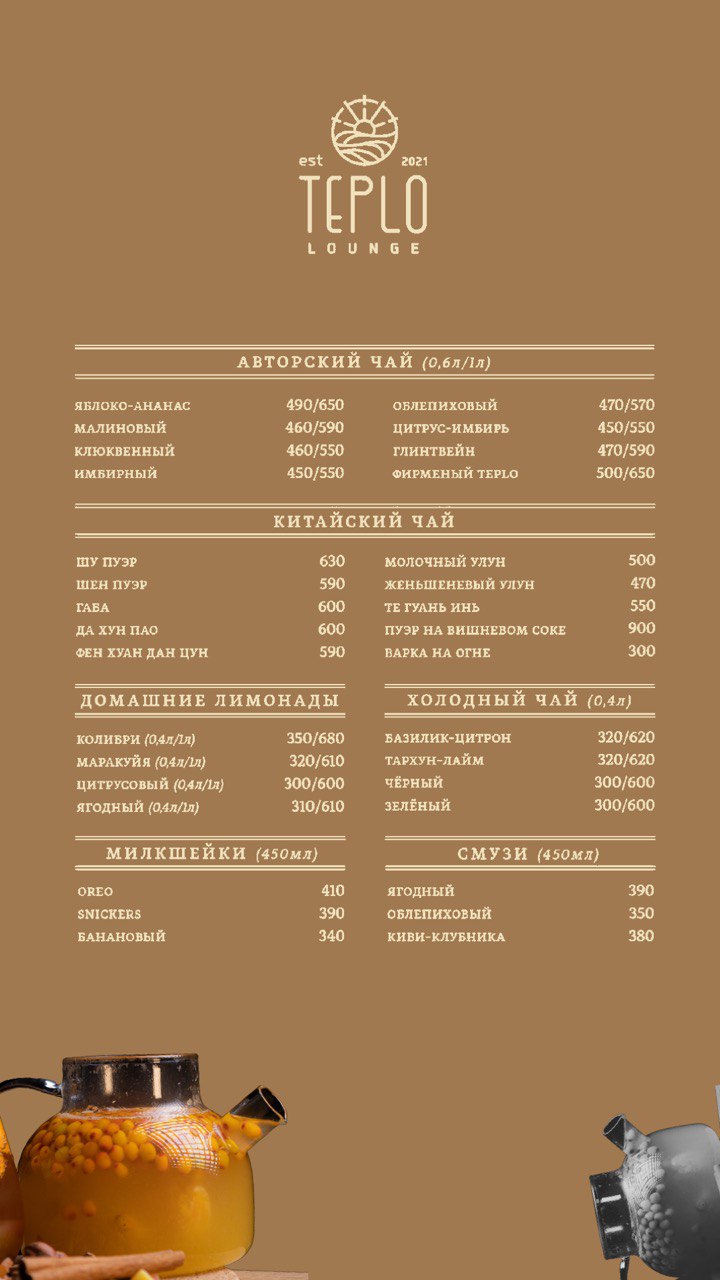 est 2021
TEPLO
LOUNGE
АВТОРСКИЙ ЧАЙ (0,6л/1л)
ЯБЛОКО-АНАНАС 490/650
МАЛИНОВЫЙ 460/590
КЛЮКВЕННЫЙ 460/550
ИМБИРНЫЙ 450/550
ОБЛЕПИХОВЫЙ 470/570
ЦИТРУС-ИМБИРЬ 450/550
ГЛИНТВЕЙН 470/590
ФИРМЕНЫЙ TEPLO 500/650
КИТАЙСКИЙ ЧАЙ
ШУ ПУЭР 630
ШЕН ПУЭР 590
ГАБА 600
ДА ХУН ПАО 600
ФЕН ХУАН ДАН ЦУН 590
МОЛОЧНЫЙ УЛУН 500
ЖЕНЬШЕНЕВЫЙ УЛУН 470
ТЕ ГУАНЬ ИНЬ 550
ПУЭР НА ВИШНЕВОМ СОКЕ 900
ВАРКА НА ОГНЕ 300
ДОМАШНИЕ ЛИМОНАДЫ
КОЛИБРИ (0,4л/1л) 350/680
МАРАКУЙЯ (0,4л/1л) 320/610
ЦИТРУСОВЫЙ (0,4л/1л) 300/600
ЯГОДНЫЙ (0,4л/1л) 310/610
ХОЛОДНЫЙ ЧАЙ (0,4л)
БАЗИЛИК-ЦИТРОН 320/620
ТАРХУН-ЛАЙМ 320/620
ЧЁРНЫЙ 300/600
ЗЕЛЁНЫЙ 300/600
МИЛКШЕЙКИ (450мл)
OREO 410
SNICKERS 390
БАНАНОВЫЙ 340
СМУЗИ (450мл)
ЯГОДНЫЙ 390
ОБЛЕПИХОВЫЙ 350
КИВИ-КЛУБНИКА 380